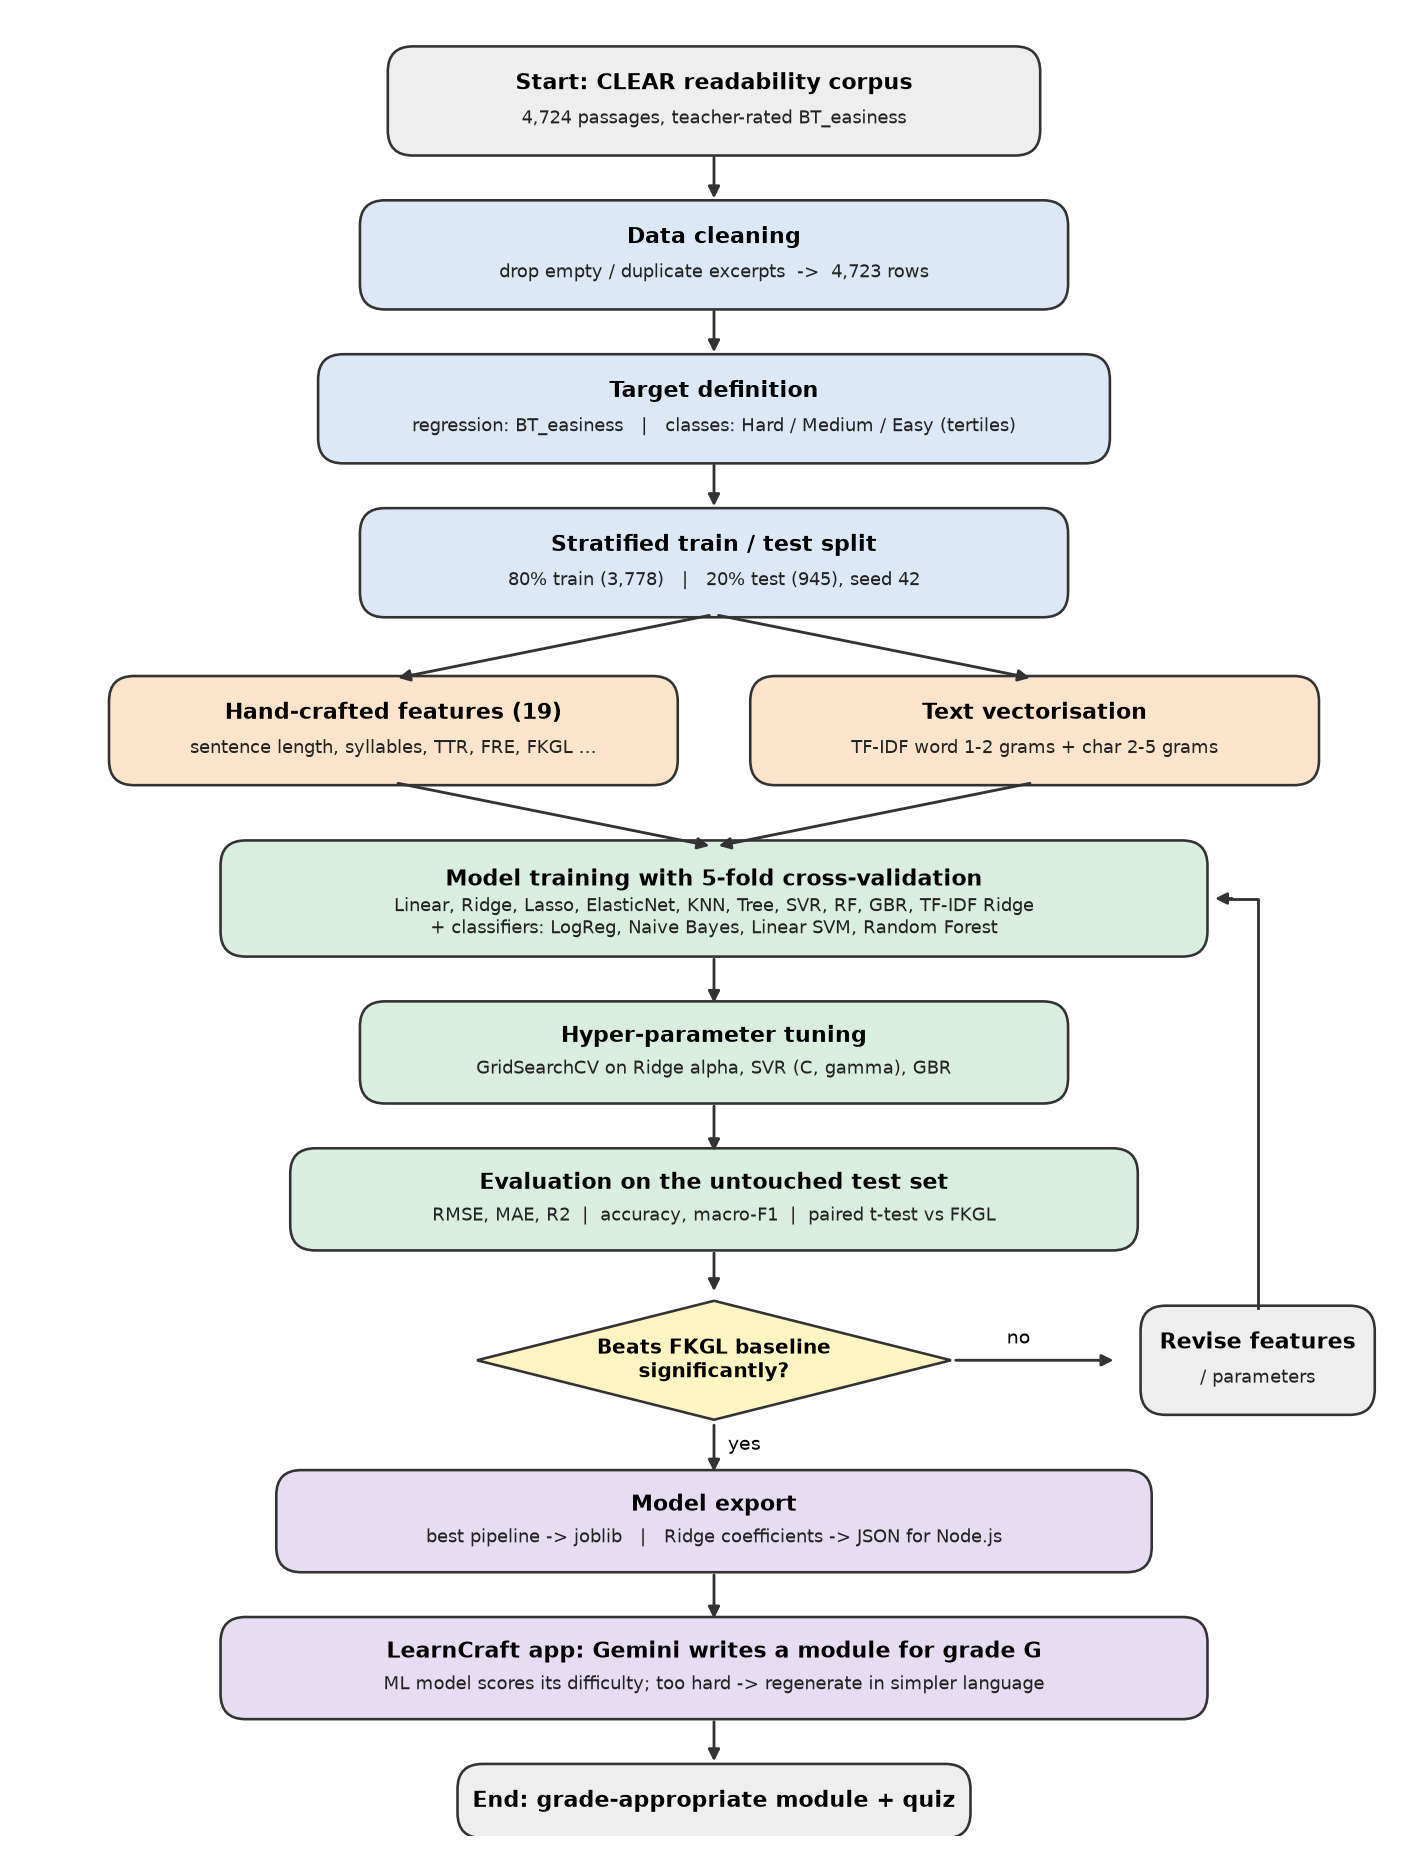 Start: CLEAR readability corpus
4,724 passages, teacher-rated BT_easiness
Data cleaning
drop empty / duplicate excerpts  ->  4,723 rows
Target definition
regression: BT_easiness   |   classes: Hard / Medium / Easy (tertiles)
Stratified train / test split
80% train (3,778)   |   20% test (945), seed 42
Hand-crafted features (19)
sentence length, syllables, TTR, FRE, FKGL ...
Text vectorisation
TF-IDF word 1-2 grams + char 2-5 grams
Model training with 5-fold cross-validation
Linear, Ridge, Lasso, ElasticNet, KNN, Tree, SVR, RF, GBR, TF-IDF Ridge
+ classifiers: LogReg, Naive Bayes, Linear SVM, Random Forest
Hyper-parameter tuning
GridSearchCV on Ridge alpha, SVR (C, gamma), GBR
Evaluation on the untouched test set
RMSE, MAE, R2  |  accuracy, macro-F1  |  paired t-test vs FKGL
Beats FKGL baseline
significantly?
no
Revise features
/ parameters
yes
Model export
best pipeline -> joblib   |   Ridge coefficients -> JSON for Node.js
LearnCraft app: Gemini writes a module for grade G
ML model scores its difficulty; too hard -> regenerate in simpler language
End: grade-appropriate module + quiz